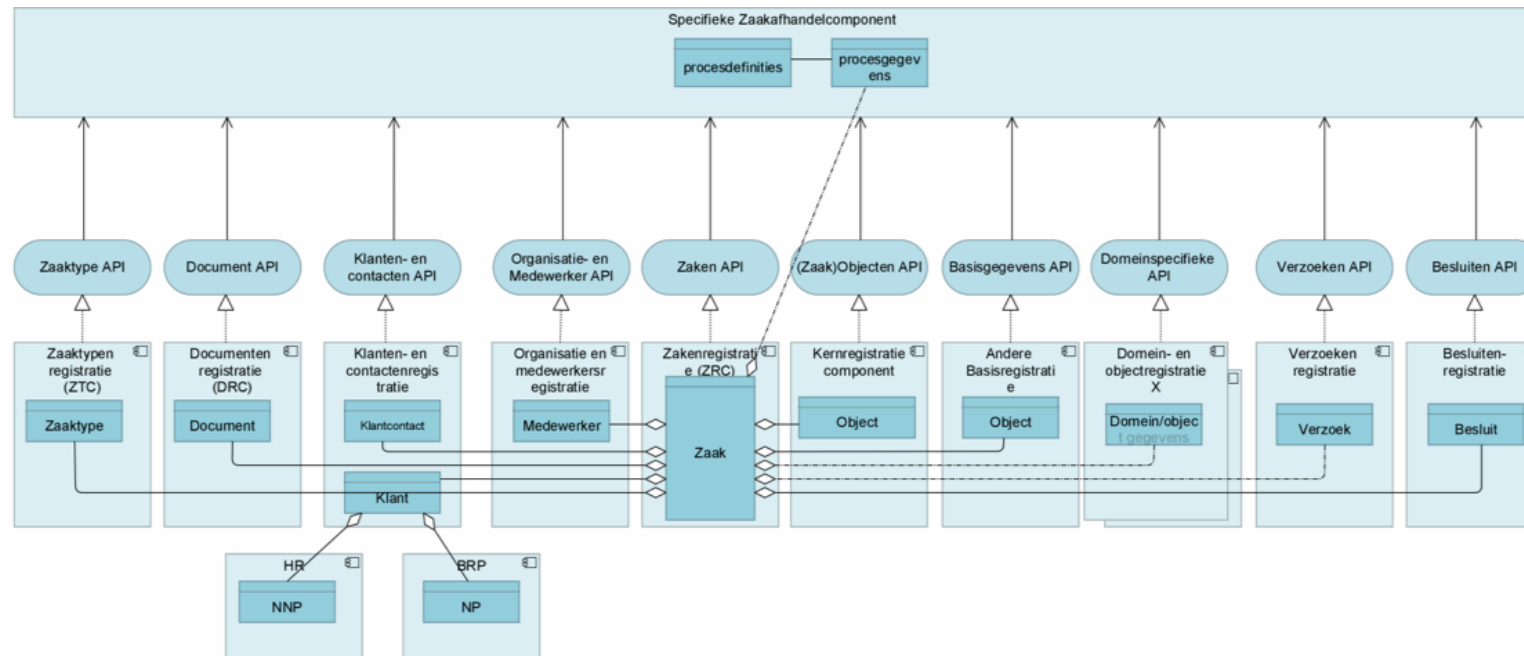 Specifieke Zaakafhandelcomponent
procesdefinities
procesgegev
ens
Zaaktype API
Document API
Klanten- en
contacten API
Organisatie- en
Medewerker API
Zaken API
(Zaak)Objecten API
Basisgegevens API
Domeinspecifieke
API
Verzoeken API
Besluiten API
Zaaktypen
registratie
(ZTC)
Documenten
registratie
(DRC)
Klanten- en
contactenregis
tratie
Organisatie en
medewerkersr
egistratie
Zakenregistrati
e (ZRC)
Kernregistratie
component
Andere
Basisregistrati
e
Domein- en
objectregistratie
X
Verzoeken
registratie
Besluiten-
registratie
Zaaktype
Document
Klantcontact
Medewerker
Zaak
Object
Object
Domein/objec
t gegevens
Verzoek
Besluit
Klant
HR
NNP
BRP
NP